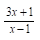 3x + 1
x − 1